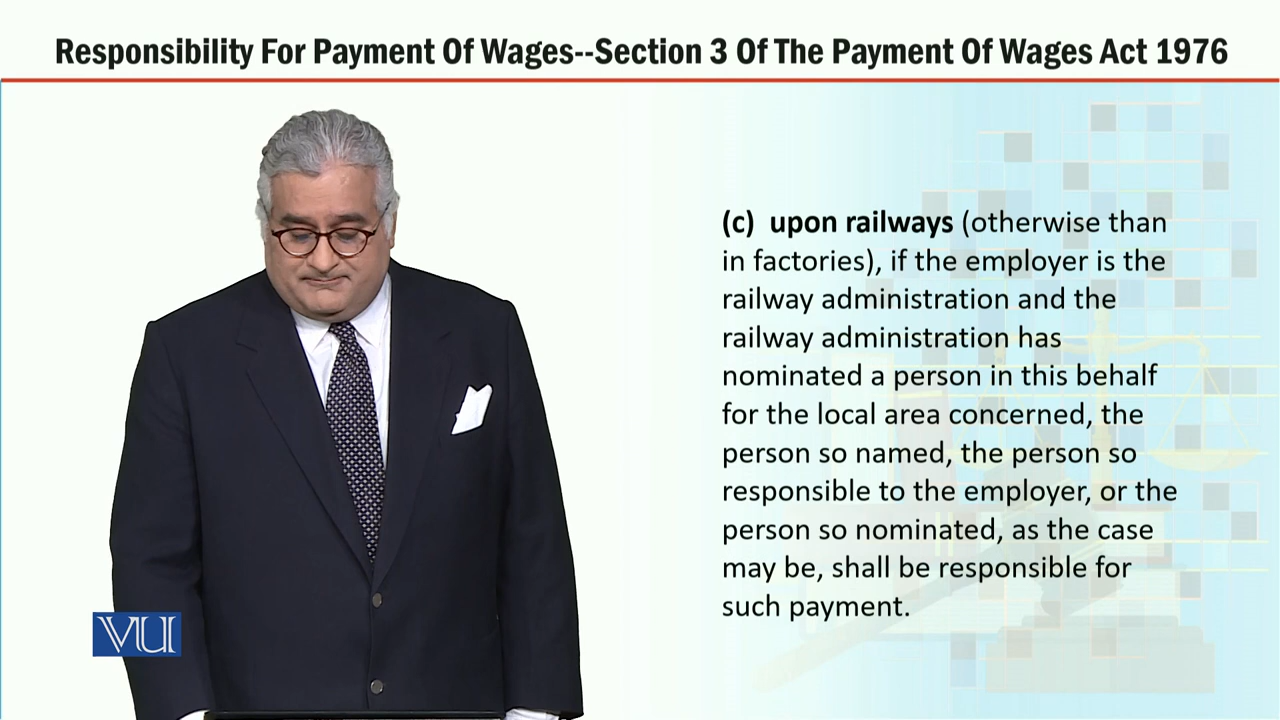 Responsibility For Payment Of Wages--Section 3 Of The Payment Of Wages Act 1976
(c) upon railways (otherwise than
in factories), if the employer is the
railway administration and the
railway administration has
nominated a person in this behalf
for the local area concerned, the
person so named, the person so
responsible to the employer, or the
person so nominated, as the case
may be, shall be responsible for
such payment.
VU